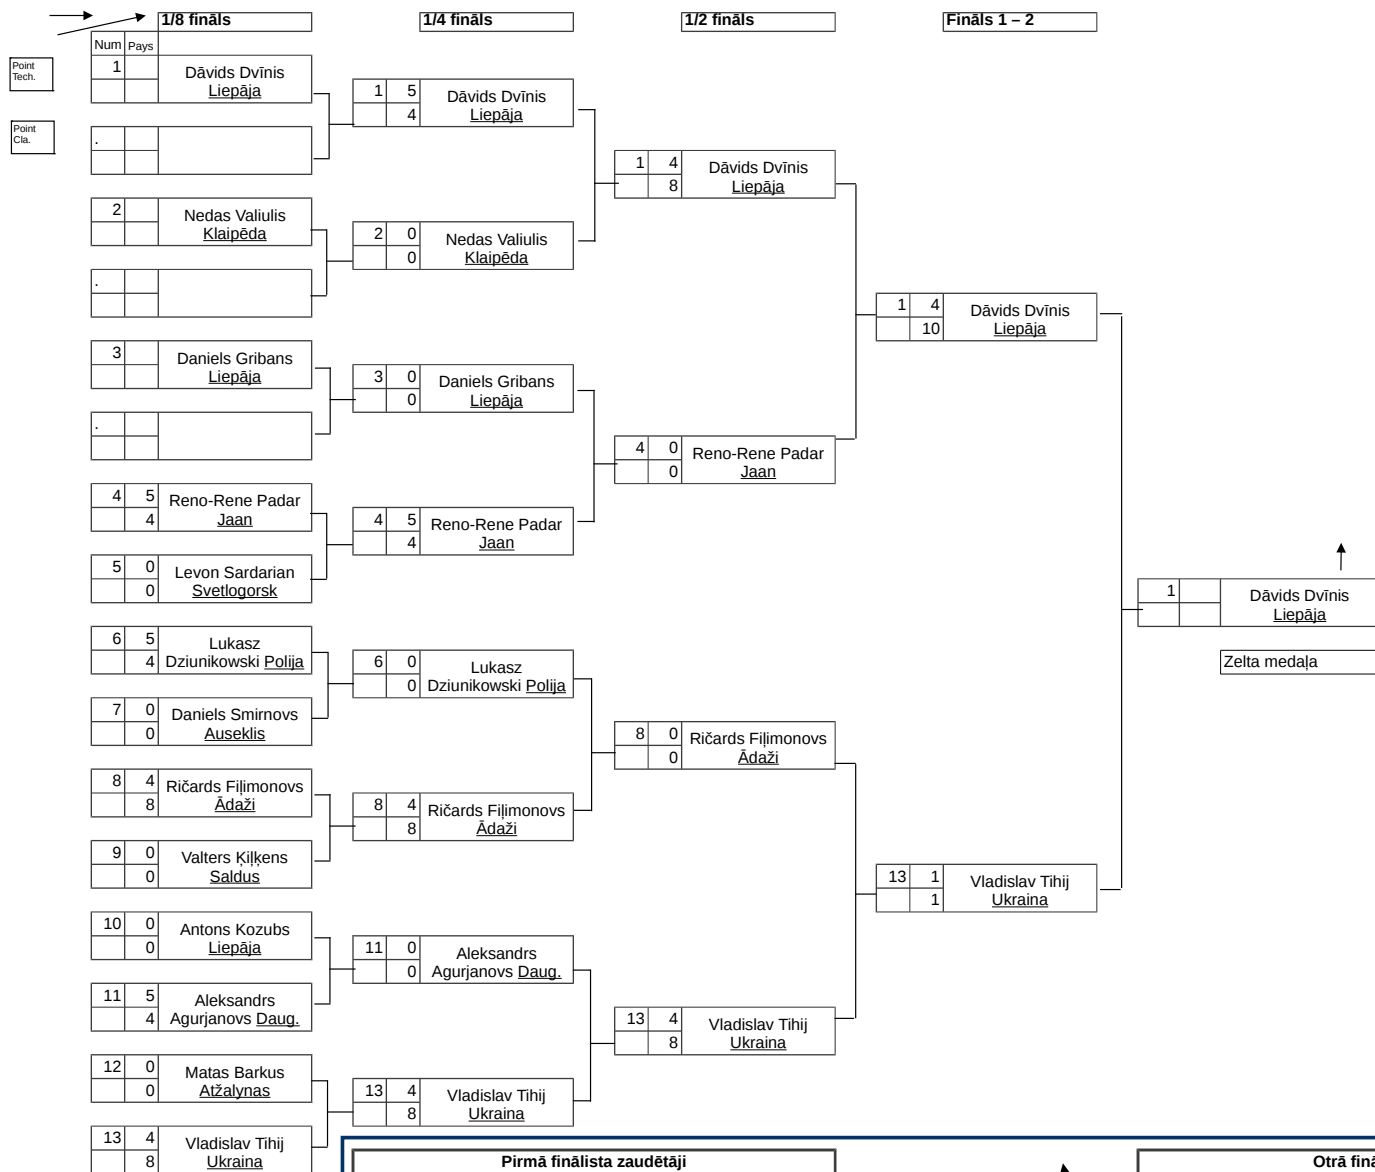 1/8 fināls 1/4 fināls 1/2 fināls Fināls 1 – 2
Num Pays
Point
Tech.
Point
Cla.
1 Dāvids Dvīnis
Liepāja
.
2 Nedas Valiulis
Klaipēda
.
3 Daniels Gribans
Liepāja
.
4 5 Reno-Rene Padar
4 Jaan
5 0 Levon Sardarian
0 Svetlogorsk
6 5 Lukasz
4 Dziunikowski Polija
7 0 Daniels Smirnovs
0 Auseklis
8 4 Ričards Fiļimonovs
8 Ādaži
9 0 Valters Ķiļķens
0 Saldus
10 0 Antons Kozubs
0 Liepāja
11 5 Aleksandrs
4 Agurjanovs Daug.
12 0 Matas Barkus
0 Atžalynas
13 4 Vladislav Tihij
8 Ukraina
1 5 Dāvids Dvīnis
4 Liepāja
2 0 Nedas Valiulis
0 Klaipēda
3 0 Daniels Gribans
0 Liepāja
4 5 Reno-Rene Padar
4 Jaan
6 0 Lukasz
0 Dziunikowski Polija
8 4 Ričards Fiļimonovs
8 Ādaži
11 0 Aleksandrs
0 Agurjanovs Daug.
13 4 Vladislav Tihij
8 Ukraina
1 4 Dāvids Dvīnis
8 Liepāja
4 0 Reno-Rene Padar
0 Jaan
8 0 Ričards Fiļimonovs
0 Ādaži
13 4 Vladislav Tihij
8 Ukraina
1 4 Dāvids Dvīnis
10 Liepāja
13 1 Vladislav Tihij
1 Ukraina
1 Dāvids Dvīnis
Liepāja
Zelta medaļa
Pirmā finālista zaudētāji
Otrā finā